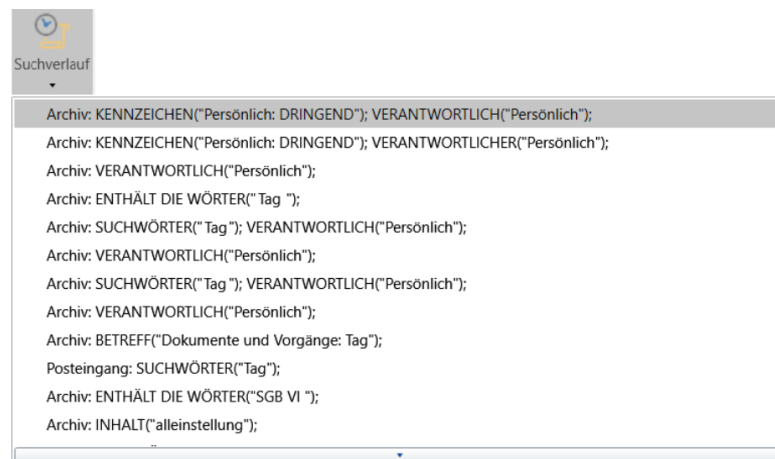 Suchverlauf
Archiv: KENNZEICHEN("Persönlich: DRINGEND"); VERANTWORTLICH("Persönlich");
Archiv: KENNZEICHEN("Persönlich: DRINGEND"); VERANTWORTLICHER("Persönlich");
Archiv: VERANTWORTLICH("Persönlich");
Archiv: ENTHÄLT DIE WÖRTER("Tag ");
Archiv: SUCHWÖRTER("Tag"); VERANTWORTLICH("Persönlich");
Archiv: VERANTWORTLICH("Persönlich");
Archiv: SUCHWÖRTER("Tag"); VERANTWORTLICH("Persönlich");
Archiv: VERANTWORTLICH("Persönlich");
Archiv: BETREFF("Dokumente und Vorgänge: Tag");
Posteingang: SUCHWÖRTER("Tag");
Archiv: ENTHÄLT DIE WÖRTER("SGB VI ");
Archiv: INHALT("alleinstellung");